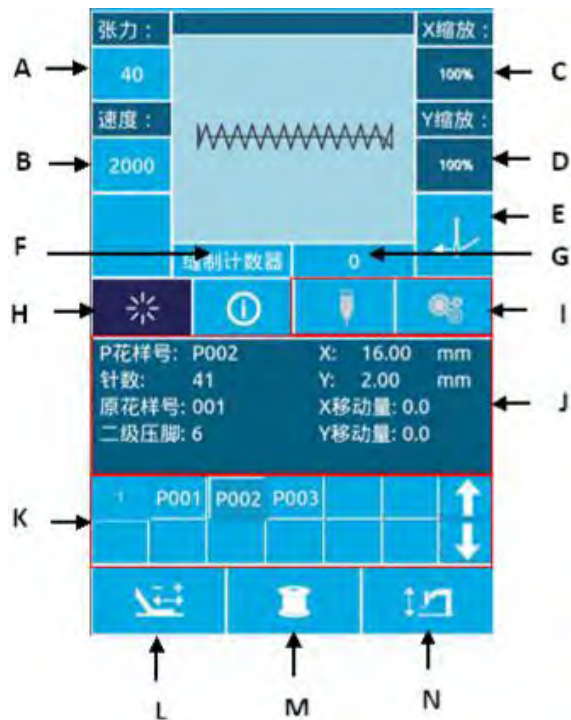 张力： X缩放：
A 40 100% C
速度： Y缩放：
B 2000 100% D
E
F 缝制计数器 0 G
H I
P花样号: P002 X: 16.00 mm
针数: 41 Y: 2.00 mm
原花样号: 001 X移动量: 0.0
二级压脚: 6 Y移动量: 0.0
J
K 1 P001 P002 P003
L M N